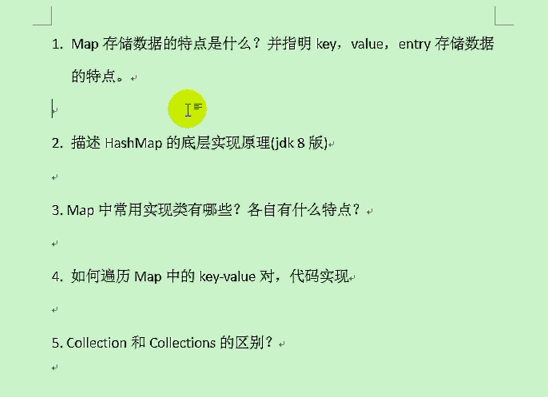 1. Map 存储数据的特点是什么？并指明 key，value，entry 存储数据
的特点。
2. 描述 HashMap 的底层实现原理(jdk 8 版)
3. Map 中常用实现类有哪些？各自有什么特点？
4. 如何遍历 Map 中的 key-value 对，代码实现
5. Collection 和 Collections 的区别？